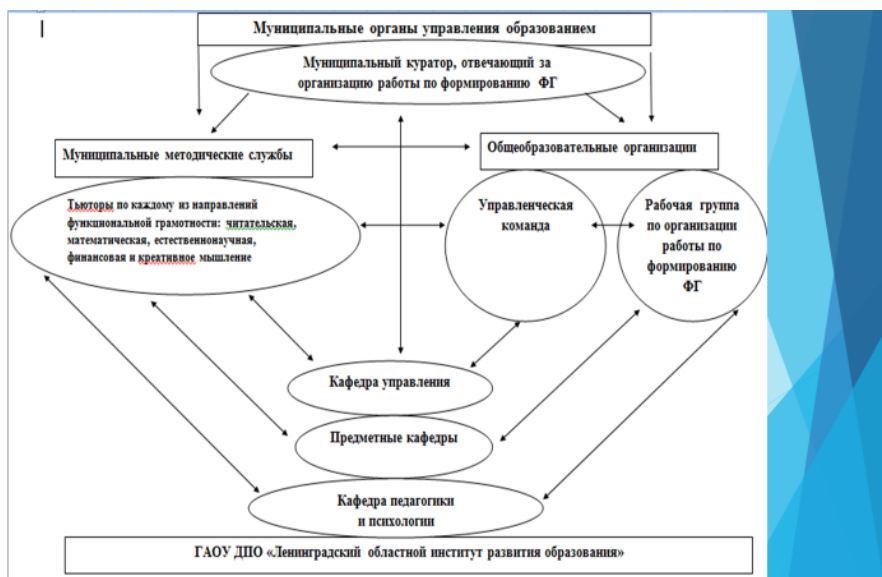 Муниципальные органы управления образованием
Муниципальный куратор, отвечающий за
организацию работы по формированию ФГ
Муниципальные методические службы
Общеобразовательные организации
Тьюторы по каждому из направлений
функциональной грамотности: читательская,
математическая, естественнонаучная,
финансовая и креативное мышление
Управленческая
команда
Рабочая группа
по организации
работы по
формированию
ФГ
Кафедра управления
Предметные кафедры
Кафедра педагогики
и психологии
ГАОУ ДПО «Ленинградский областной институт развития образования»